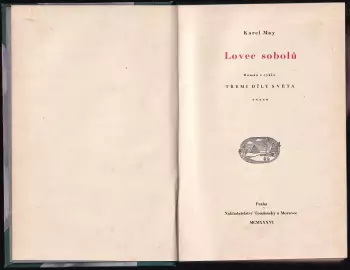 Karel May
Lovec sobolů
Román z cyklu
TŘEMI DÍLY SVĚTA
Praha
Nakladatelství Toužimský a Moravec
MCMXXXVI